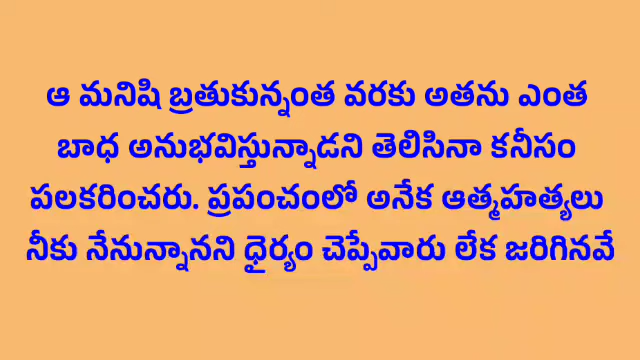 ఆ మనిషి బ్రతుకున్నంత వరకు అతను ఎంత
బాధ అనుభవిస్తున్నాడని తెలిసినా కనీసం
పలకరించరు. ప్రపంచంలో అనేక ఆత్మహత్యలు
నీకు నేనున్నానని ధైర్యం చెప్పేవారు లేక జరిగినవే